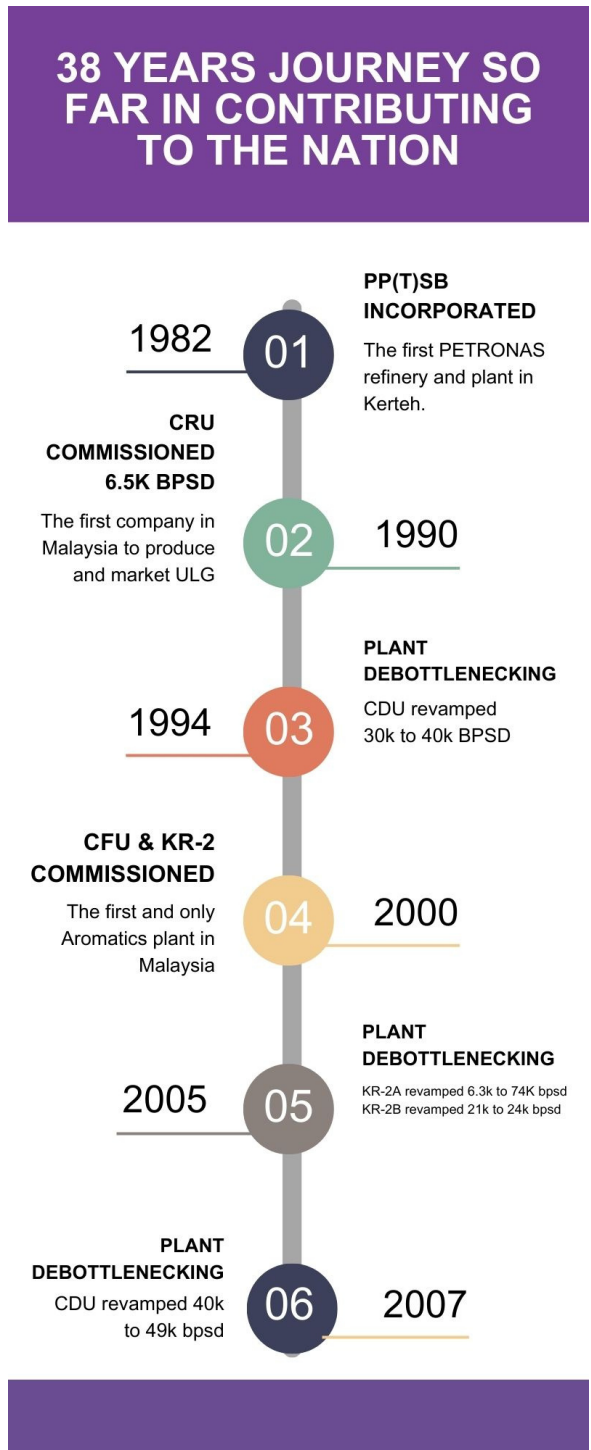 38 YEARS JOURNEY SO
FAR IN CONTRIBUTING
TO THE NATION
1982
01
PP(T)SB
INCORPORATED
The first PETRONAS
refinery and plant in
Kerteh.
CRU
COMMISSIONED
6.5K BPSD
The first company in
Malaysia to produce
and market ULG
02
1990
1994
03
PLANT
DEBOTTLENECKING
CDU revamped
30k to 40k BPSD
CFU & KR-2
COMMISSIONED
The first and only
Aromatics plant in
Malaysia
04
2000
2005
05
PLANT
DEBOTTLENECKING
KR-2A revamped 6.3k to 74K bpsd
KR-2B revamped 21k to 24k bpsd
PLANT
DEBOTTLENECKING
CDU revamped 40k
to 49k bpsd
06
2007